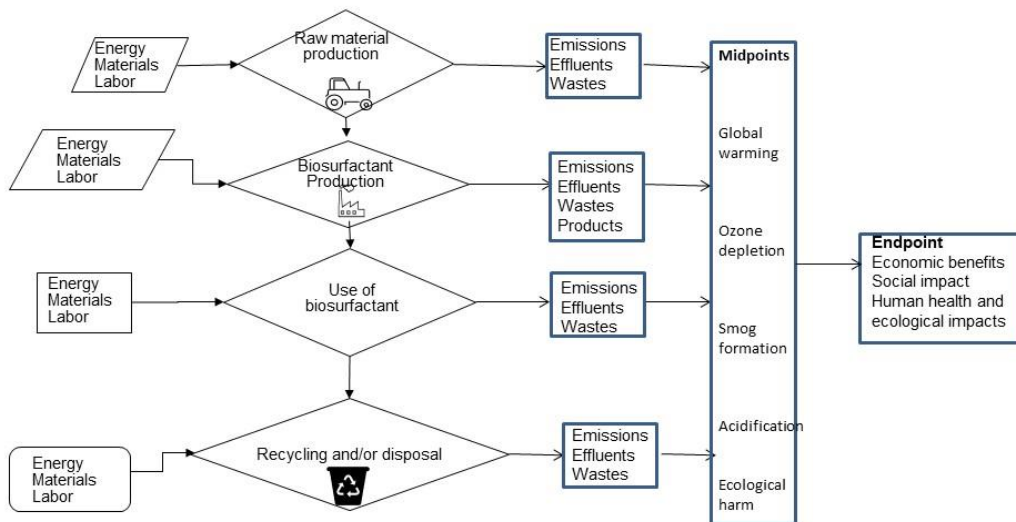 Energy
Materials
Labor
Raw material
production
Emissions
Effluents
Wastes
Energy
Materials
Labor
Biosurfactant
Production
Emissions
Effluents
Wastes
Products
Energy
Materials
Labor
Use of
biosurfactant
Emissions
Effluents
Wastes
Energy
Materials
Labor
Recycling and/or disposal
Emissions
Effluents
Wastes
Midpoints
Global
warming
Ozone
depletion
Smog
formation
Acidification
Ecological
harm
Endpoint
Economic benefits
Social impact
Human health and
ecological impacts